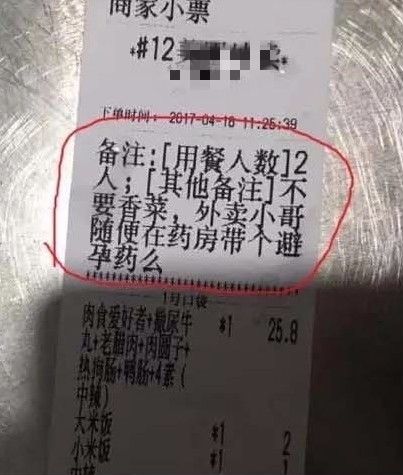 商家小票
*#12
下单时间: 2017-04-18 11:25:39
备注:[用餐人数]2
人;[其他备注]不
要香菜,外卖小哥
随便在药房带个避
孕药么
1号口袋
肉食爱好者+撒尿牛 *1 25.8
丸+老腊肉+肉圆子+
热狗肠+鸭肠+4素(
中辣)
大米饭 *1 2
小米饭 *1